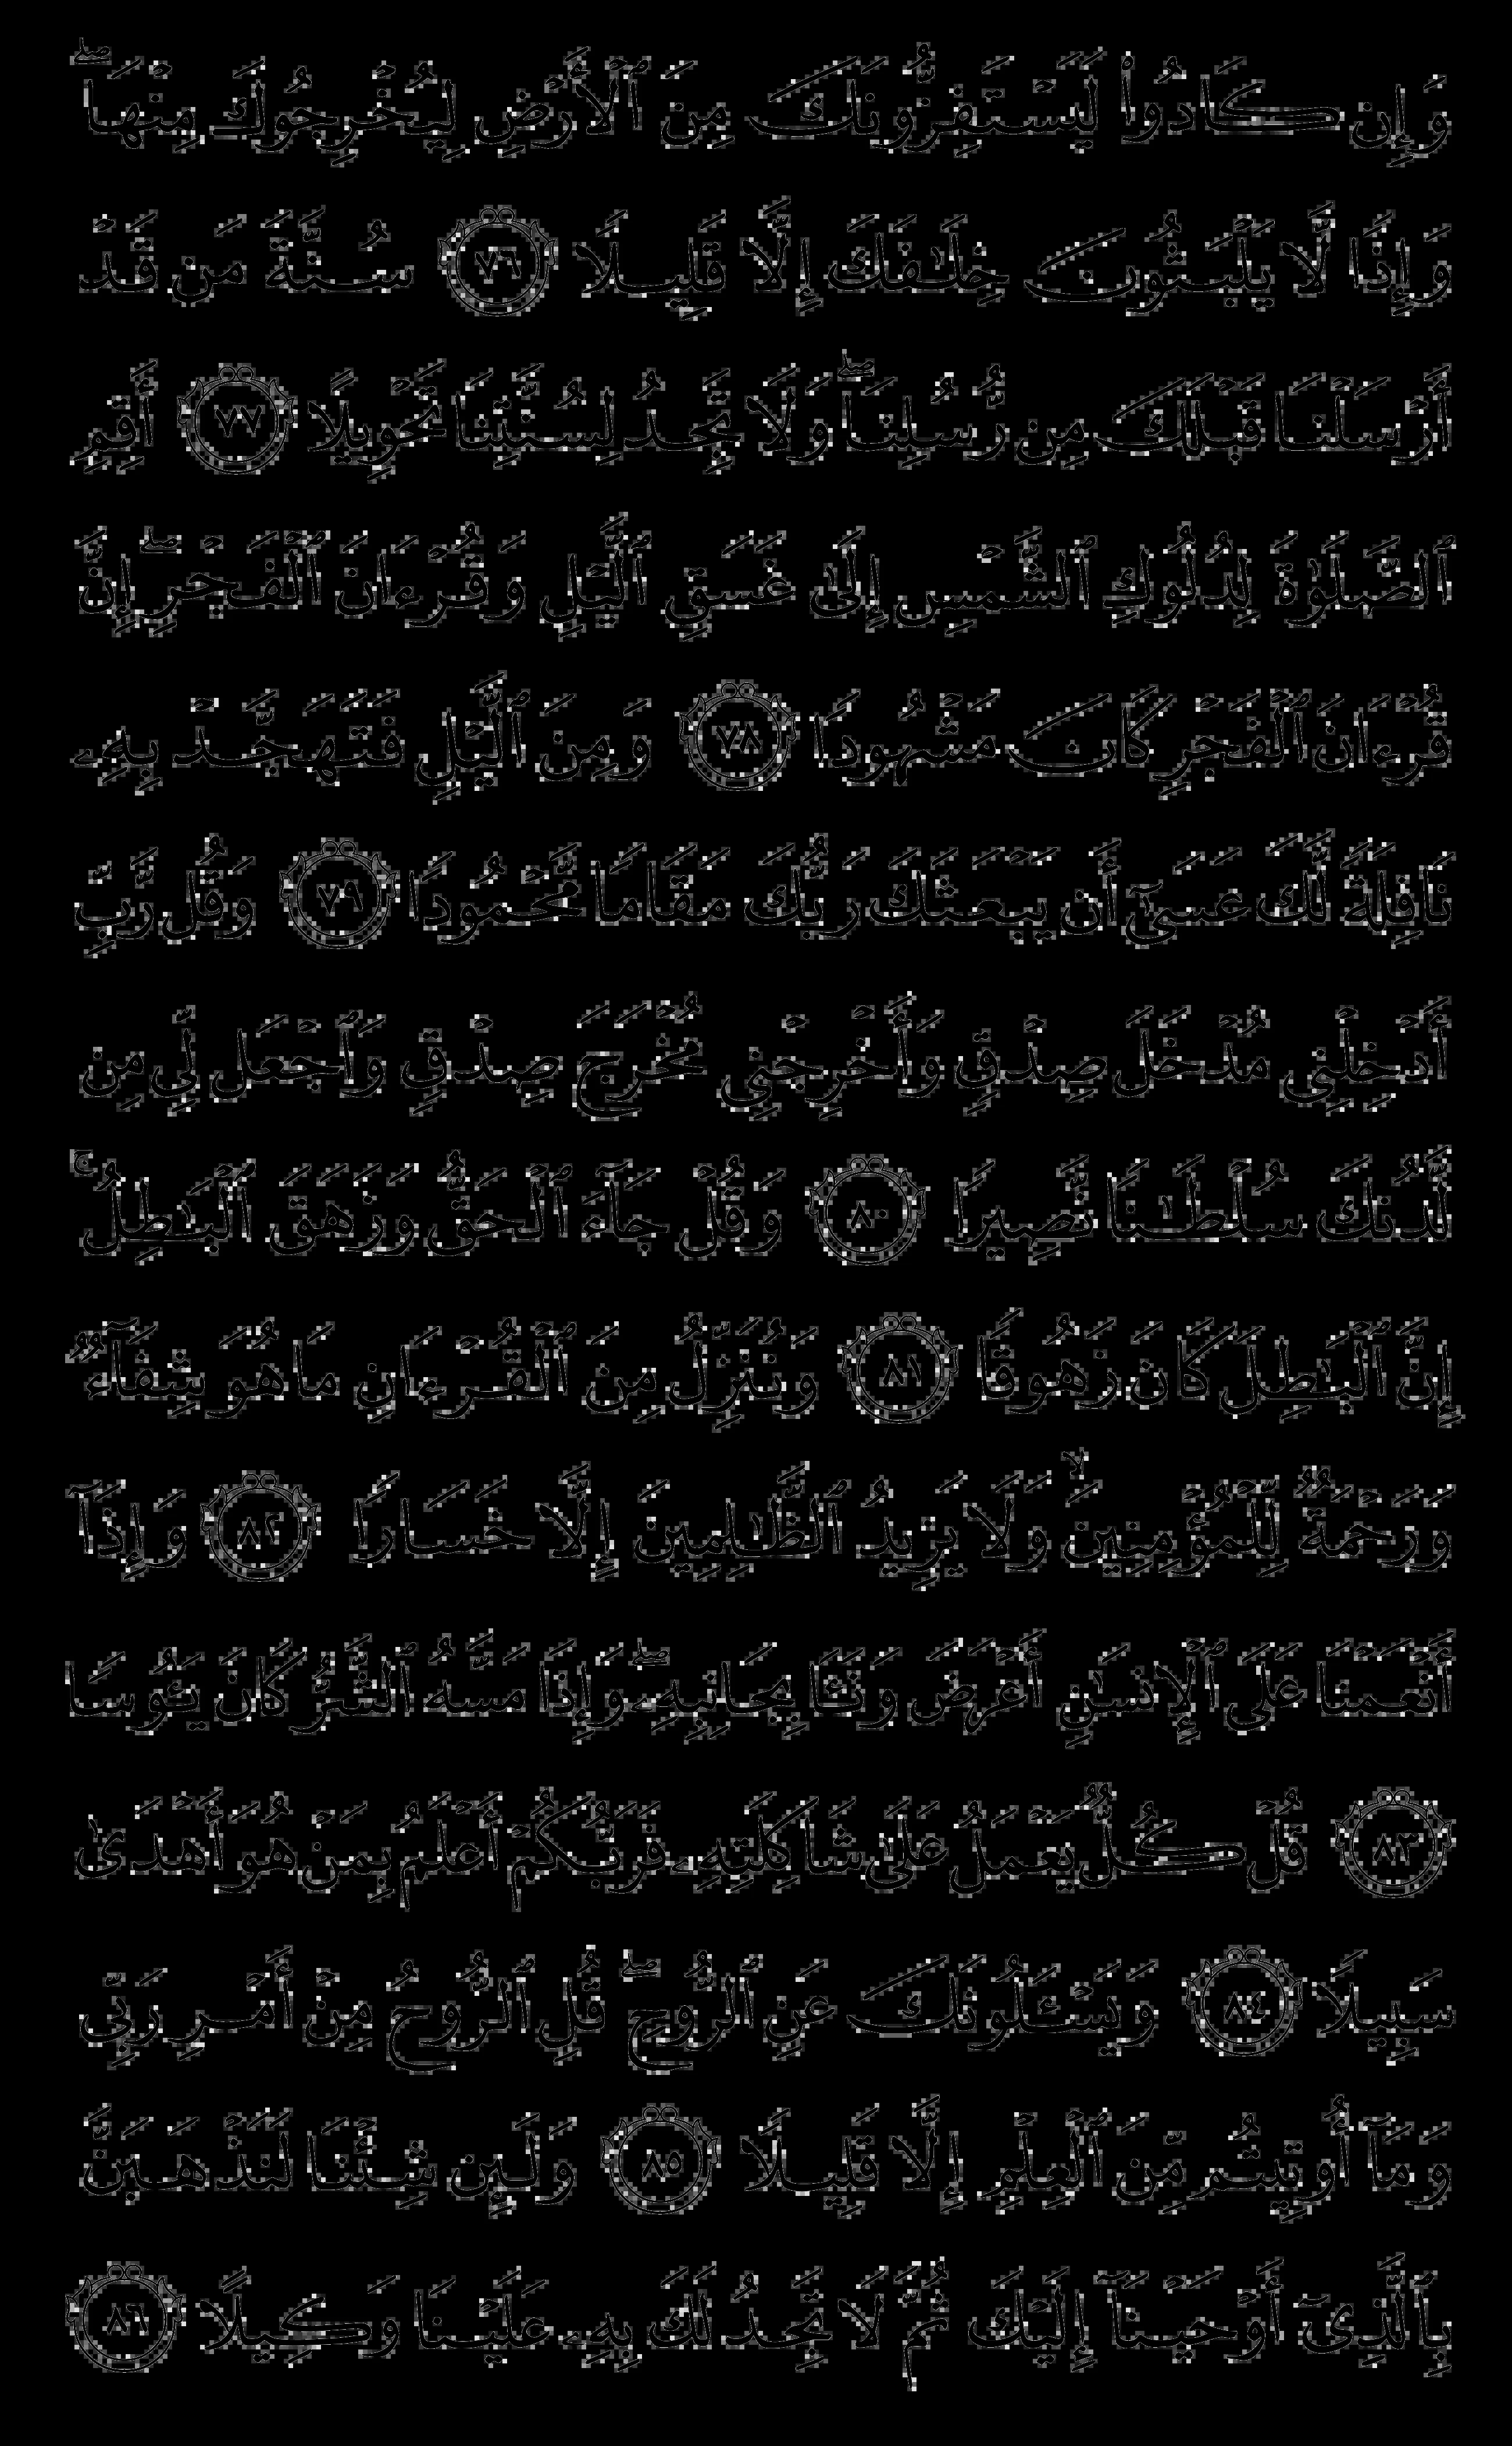 وَإِن كَادُوا۟ لَيَسْتَفِزُّونَكَ مِنَ ٱلْأَرْضِ لِيُخْرِجُوكَ مِنْهَا ۖ
وَإِذًا لَّا يَلْبَثُونَ خِلَـٰفَكَ إِلَّا قَلِيلًا ٧٦ سُنَّةَ مَن قَدْ
أَرْسَلْنَا قَبْلَكَ مِن رُّسُلِنَا ۖ وَلَا تَجِدُ لِسُنَّتِنَا تَحْوِيلًا ٧٧ أَقِمِ
ٱلصَّلَوٰةَ لِدُلُوكِ ٱلشَّمْسِ إِلَىٰ غَسَقِ ٱلَّيْلِ وَقُرْءَانَ ٱلْفَجْرِ ۖ إِنَّ
قُرْءَانَ ٱلْفَجْرِ كَانَ مَشْهُودًا ٧٨ وَمِنَ ٱلَّيْلِ فَتَهَجَّدْ بِهِۦ
نَافِلَةً لَّكَ عَسَىٰٓ أَن يَبْعَثَكَ رَبُّكَ مَقَامًا مَّحْمُودًا ٧٩ وَقُل رَّبِّ
أَدْخِلْنِى مُدْخَلَ صِدْقٍ وَأَخْرِجْنِى مُخْرَجَ صِدْقٍ وَٱجْعَل لِّى مِن
لَّدُنكَ سُلْطَـٰنًا نَّصِيرًا ٨٠ وَقُلْ جَآءَ ٱلْحَقُّ وَزَهَقَ ٱلْبَـٰطِلُ ۚ
إِنَّ ٱلْبَـٰطِلَ كَانَ زَهُوقًا ٨١ وَنُنَزِّلُ مِنَ ٱلْقُرْءَانِ مَا هُوَ شِفَآءٌ
وَرَحْمَةٌ لِّلْمُؤْمِنِينَ ۙ وَلَا يَزِيدُ ٱلظَّـٰلِمِينَ إِلَّا خَسَارًا ٨٢ وَإِذَآ
أَنْعَمْنَا عَلَى ٱلْإِنسَـٰنِ أَعْرَضَ وَنَـَٔا بِجَانِبِهِۦ ۖ وَإِذَا مَسَّهُ ٱلشَّرُّ كَانَ يَـُٔوسًا
٨٣ قُلْ كُلٌّ يَعْمَلُ عَلَىٰ شَاكِلَتِهِۦ فَرَبُّكُمْ أَعْلَمُ بِمَنْ هُوَ أَهْدَىٰ
سَبِيلًا ٨٤ وَيَسْـَٔلُونَكَ عَنِ ٱلرُّوحِ ۖ قُلِ ٱلرُّوحُ مِنْ أَمْرِ رَبِّى
وَمَآ أُوتِيتُم مِّنَ ٱلْعِلْمِ إِلَّا قَلِيلًا ٨٥ وَلَئِن شِئْنَا لَنَذْهَبَنَّ
بِٱلَّذِىٓ أَوْحَيْنَآ إِلَيْكَ ثُمَّ لَا تَجِدُ لَكَ بِهِۦ عَلَيْنَا وَكِيلًا ٨٦